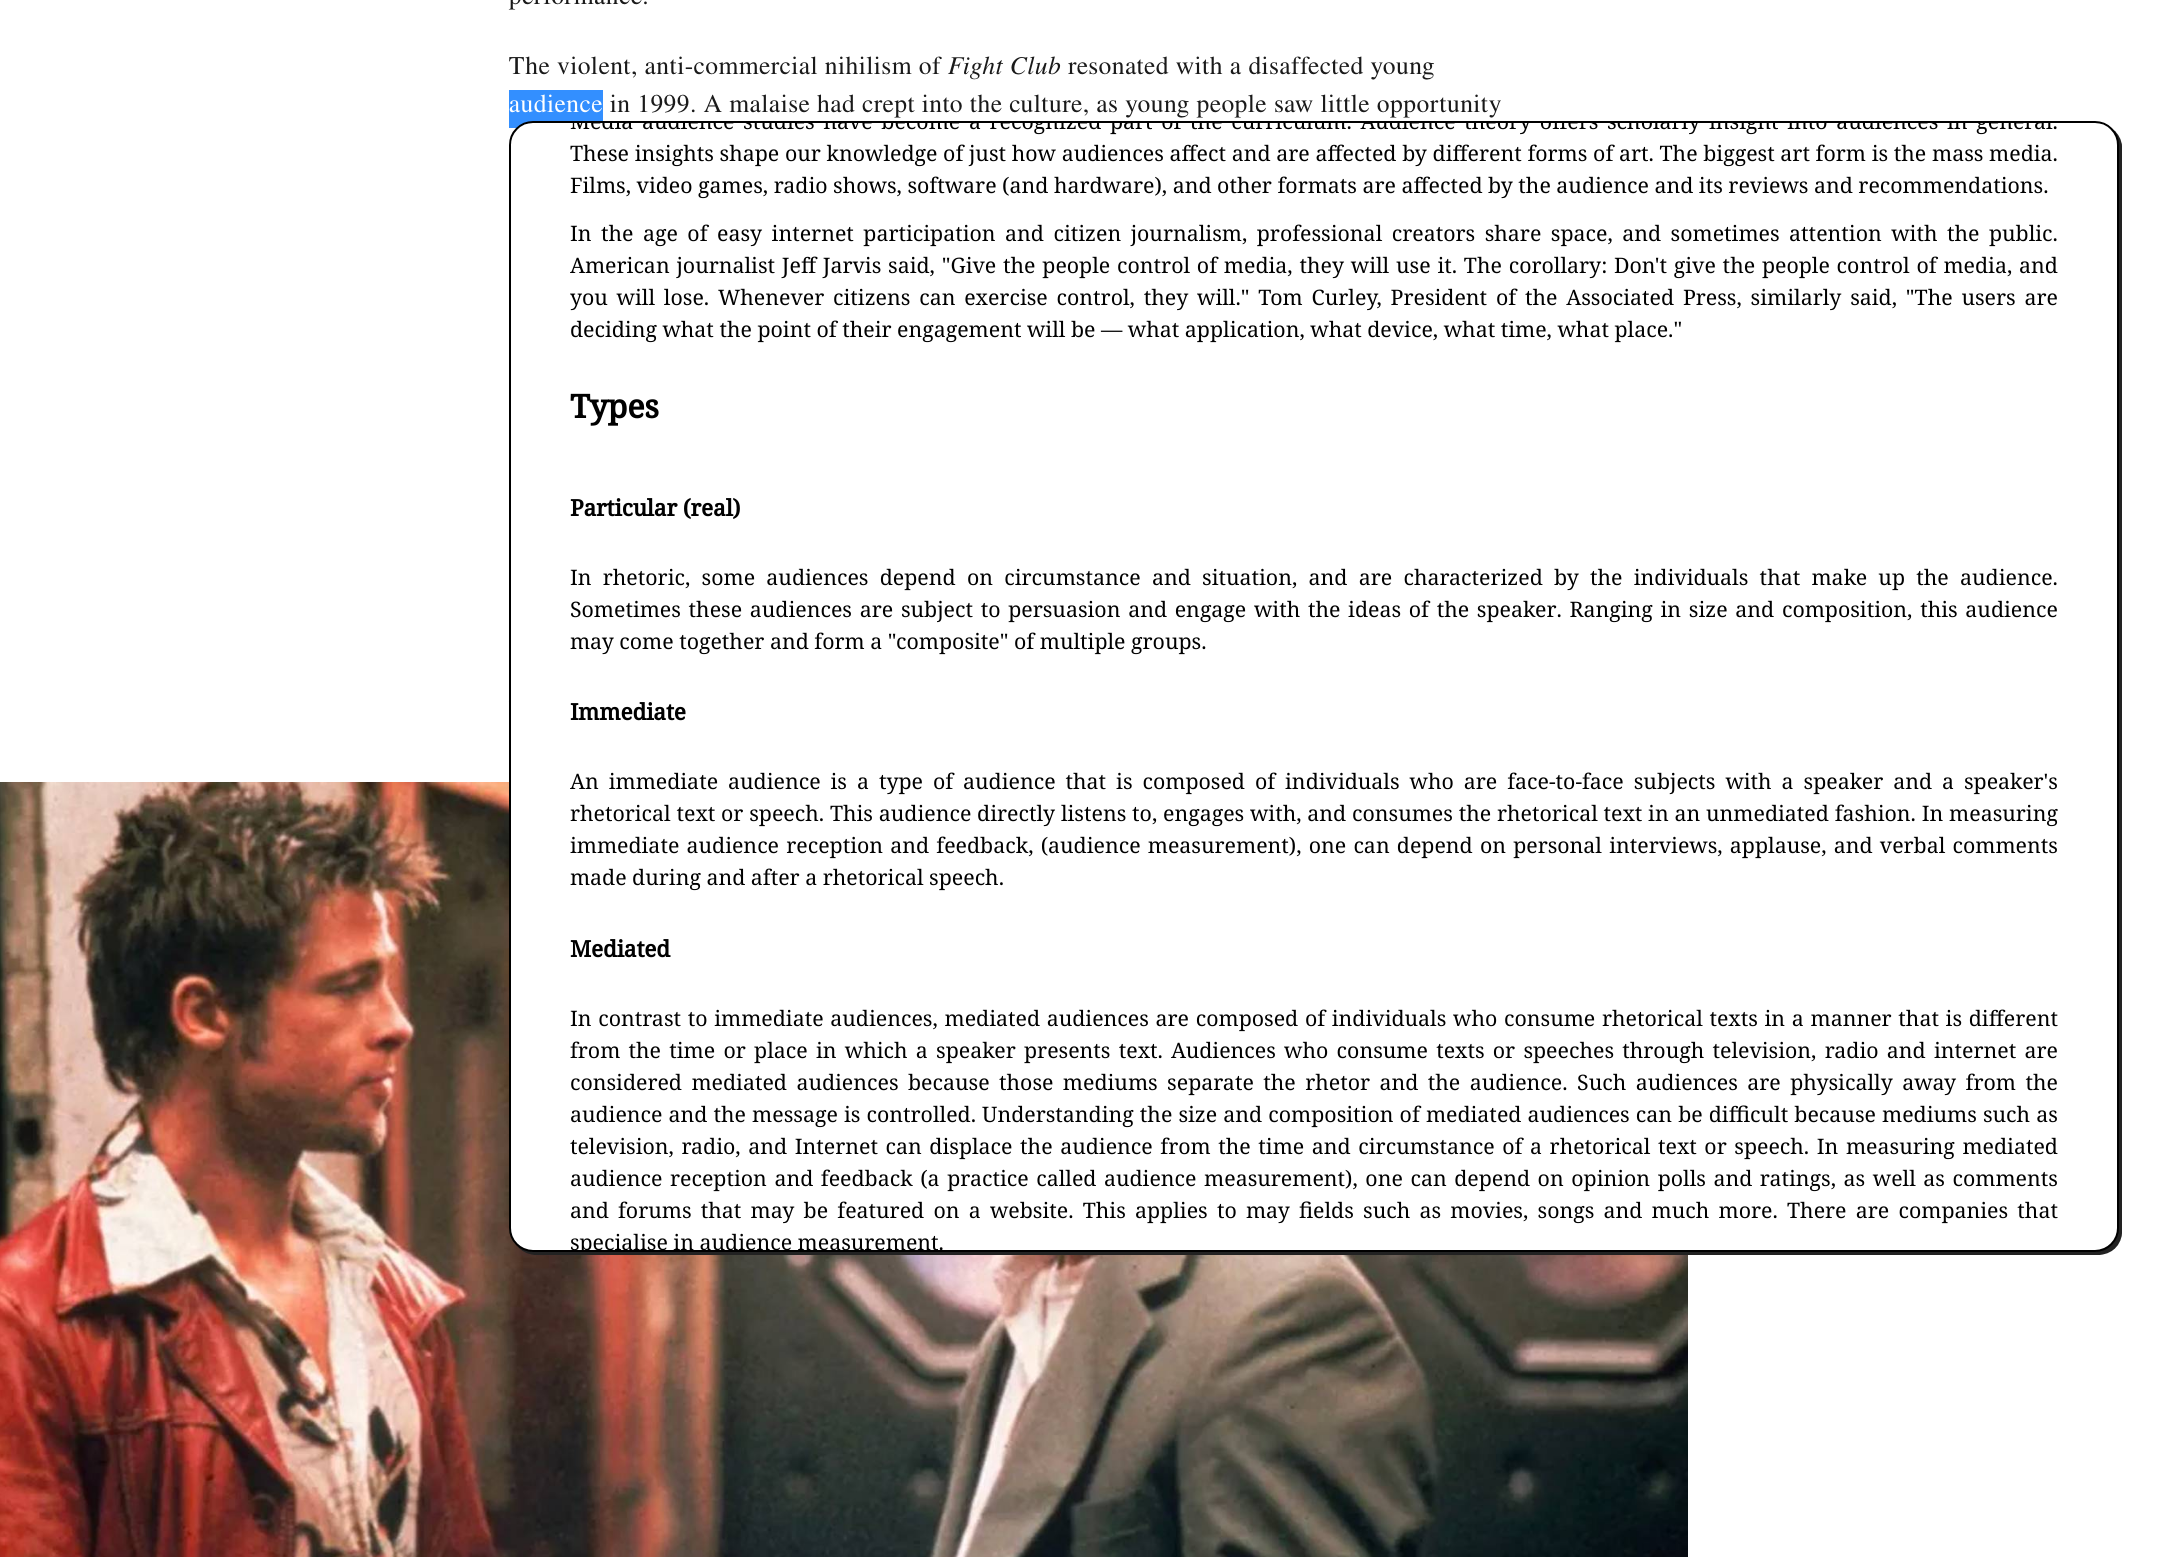 performance.
The violent, anti-commercial nihilism of Fight Club resonated with a disaffected young
audience in 1999. A malaise had crept into the culture, as young people saw little opportunity
Media audience studies have become a recognized part of the curriculum. Audience theory offers scholarly insight into audiences in general.
These insights shape our knowledge of just how audiences affect and are affected by different forms of art. The biggest art form is the mass media.
Films, video games, radio shows, software (and hardware), and other formats are affected by the audience and its reviews and recommendations.
In the age of easy internet participation and citizen journalism, professional creators share space, and sometimes attention with the public.
American journalist Jeff Jarvis said, "Give the people control of media, they will use it. The corollary: Don't give the people control of media, and
you will lose. Whenever citizens can exercise control, they will." Tom Curley, President of the Associated Press, similarly said, "The users are
deciding what the point of their engagement will be — what application, what device, what time, what place."
Types
Particular (real)
In rhetoric, some audiences depend on circumstance and situation, and are characterized by the individuals that make up the audience.
Sometimes these audiences are subject to persuasion and engage with the ideas of the speaker. Ranging in size and composition, this audience
may come together and form a "composite" of multiple groups.
Immediate
An immediate audience is a type of audience that is composed of individuals who are face-to-face subjects with a speaker and a speaker's
rhetorical text or speech. This audience directly listens to, engages with, and consumes the rhetorical text in an unmediated fashion. In measuring
immediate audience reception and feedback, (audience measurement), one can depend on personal interviews, applause, and verbal comments
made during and after a rhetorical speech.
Mediated
In contrast to immediate audiences, mediated audiences are composed of individuals who consume rhetorical texts in a manner that is different
from the time or place in which a speaker presents text. Audiences who consume texts or speeches through television, radio and internet are
considered mediated audiences because those mediums separate the rhetor and the audience. Such audiences are physically away from the
audience and the message is controlled. Understanding the size and composition of mediated audiences can be difficult because mediums such as
television, radio, and Internet can displace the audience from the time and circumstance of a rhetorical text or speech. In measuring mediated
audience reception and feedback (a practice called audience measurement), one can depend on opinion polls and ratings, as well as comments
and forums that may be featured on a website. This applies to may fields such as movies, songs and much more. There are companies that
specialise in audience measurement.